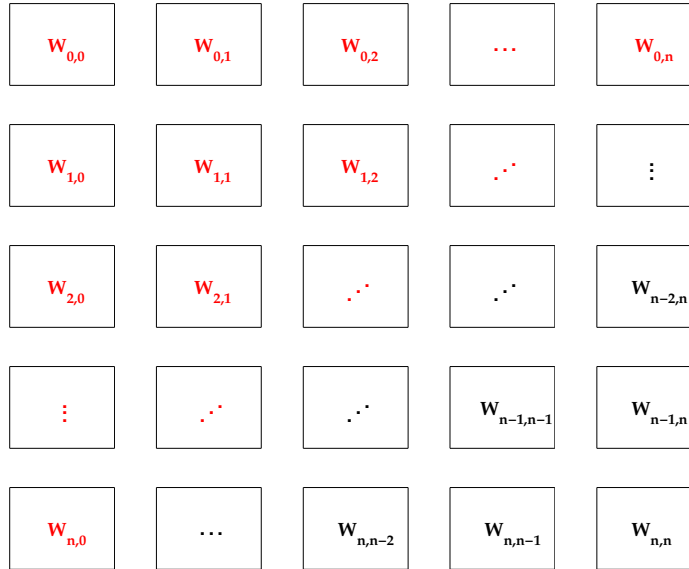 W0,0 W0,1 W0,2 ... W0,n
W1,0 W1,1 W1,2 ⋰ ⋮
W2,0 W2,1 ⋰ ⋰ Wn−2,n
⋮ ⋰ ⋰ Wn−1,n−1 Wn−1,n
Wn,0 ... Wn,n−2 Wn,n−1 Wn,n